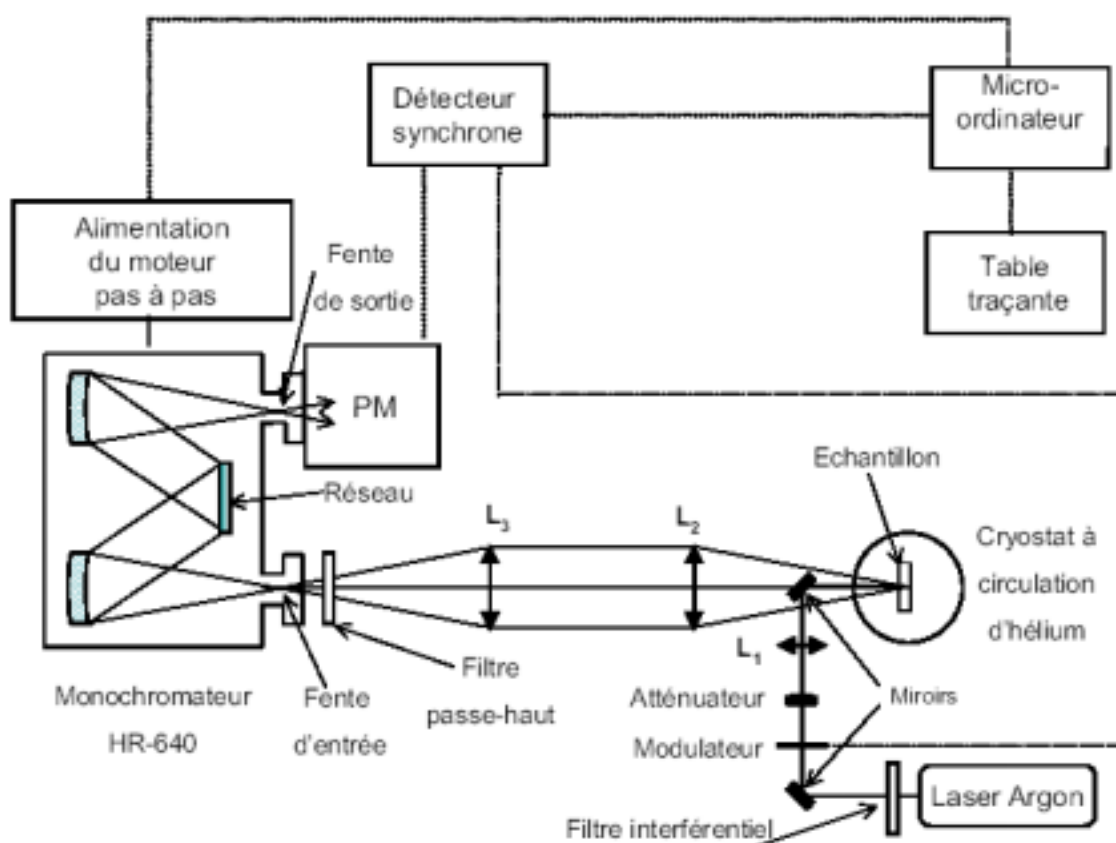 Détecteur
synchrone
Micro-
ordinateur
Alimentation
du moteur
pas à pas
Fente
de sortie
Table
traçante
PM
Réseau
Echantillon
L3
L2
Cryostat à
circulation
d'hélium
L1
Filtre
passe-haut
Monochromateur
HR-640
Fente
d'entrée
Atténuateur
Miroirs
Modulateur
Laser Argon
Filtre interférentiel